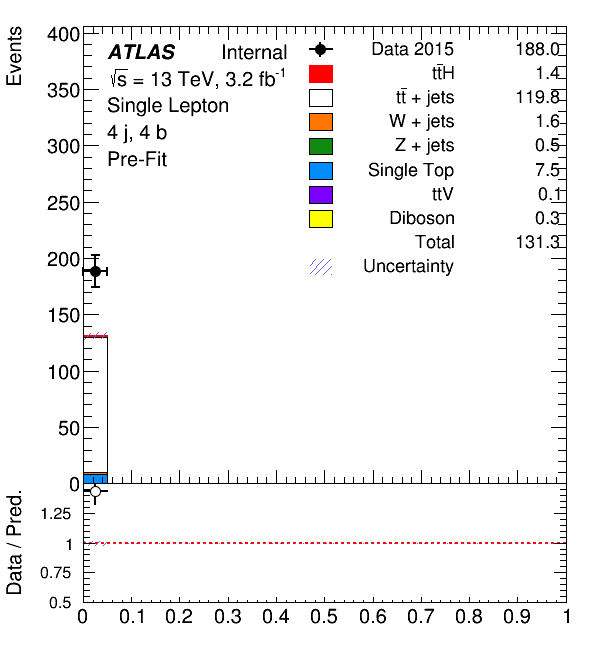 Events
400
350
300
250
200
150
100
50
0
ATLAS Internal
√s = 13 TeV, 3.2 fb⁻¹
Single Lepton
4 j, 4 b
Pre-Fit
Data 2015 188.0
tt̄H 1.4
tt̄ + jets 119.8
W + jets 1.6
Z + jets 0.5
Single Top 7.5
ttV 0.1
Diboson 0.3
Total 131.3
Uncertainty
Data / Pred.
1.25
1
0.75
0.5
0 0.1 0.2 0.3 0.4 0.5 0.6 0.7 0.8 0.9 1